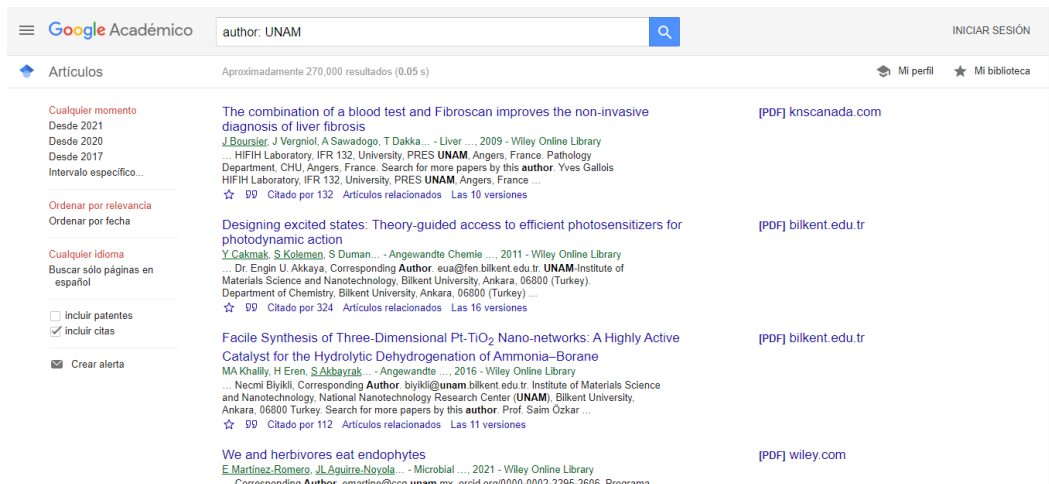 Google Académico
author: UNAM
INICIAR SESIÓN
Artículos
Aproximadamente 270,000 resultados (0.05 s)
Mi perfil
Mi biblioteca
Cualquier momento
Desde 2021
Desde 2020
Desde 2017
Intervalo específico...
Ordenar por relevancia
Ordenar por fecha
Cualquier idioma
Buscar sólo páginas en
español
incluir patentes
incluir citas
Crear alerta
The combination of a blood test and Fibroscan improves the non-invasive
diagnosis of liver fibrosis
J Boursier, J Vergniol, A Sawadogo, T Dakka... - Liver ..., 2009 - Wiley Online Library
... HIFIH Laboratory, IFR 132, University, PRES UNAM, Angers, France. Pathology
Department, CHU, Angers, France. Search for more papers by this author. Yves Gallois
HIFIH Laboratory, IFR 132, University, PRES UNAM, Angers, France ...
Citado por 132 Artículos relacionados Las 10 versiones
[PDF] knscanada.com
Designing excited states: Theory-guided access to efficient photosensitizers for
photodynamic action
Y Cakmak, S Kolemen, S Duman... - Angewandte Chemie ..., 2011 - Wiley Online Library
... Dr. Engin U. Akkaya, Corresponding Author. eua@fen.bilkent.edu.tr. UNAM-Institute of
Materials Science and Nanotechnology, Bilkent University, Ankara, 06800 (Turkey).
Department of Chemistry, Bilkent University, Ankara, 06800 (Turkey) ...
Citado por 324 Artículos relacionados Las 16 versiones
[PDF] bilkent.edu.tr
Facile Synthesis of Three-Dimensional Pt-TiO2 Nano-networks: A Highly Active
Catalyst for the Hydrolytic Dehydrogenation of Ammonia–Borane
MA Khalily, H Eren, S Akbayrak... - Angewandte ..., 2016 - Wiley Online Library
... Necmi Biyikli, Corresponding Author. biyikli@unam.bilkent.edu.tr. Institute of Materials Science
and Nanotechnology, National Nanotechnology Research Center (UNAM), Bilkent University,
Ankara, 06800 Turkey. Search for more papers by this author. Prof. Saim Özkar ...
Citado por 112 Artículos relacionados Las 11 versiones
[PDF] bilkent.edu.tr
We and herbivores eat endophytes
E Martínez-Romero, JL Aguirre-Noyola... - Microbial ..., 2021 - Wiley Online Library
... Corresponding Author. emartine@ccg.unam.mx. orcid.org/0000-0002-2295-2606. Programa
[PDF] wiley.com